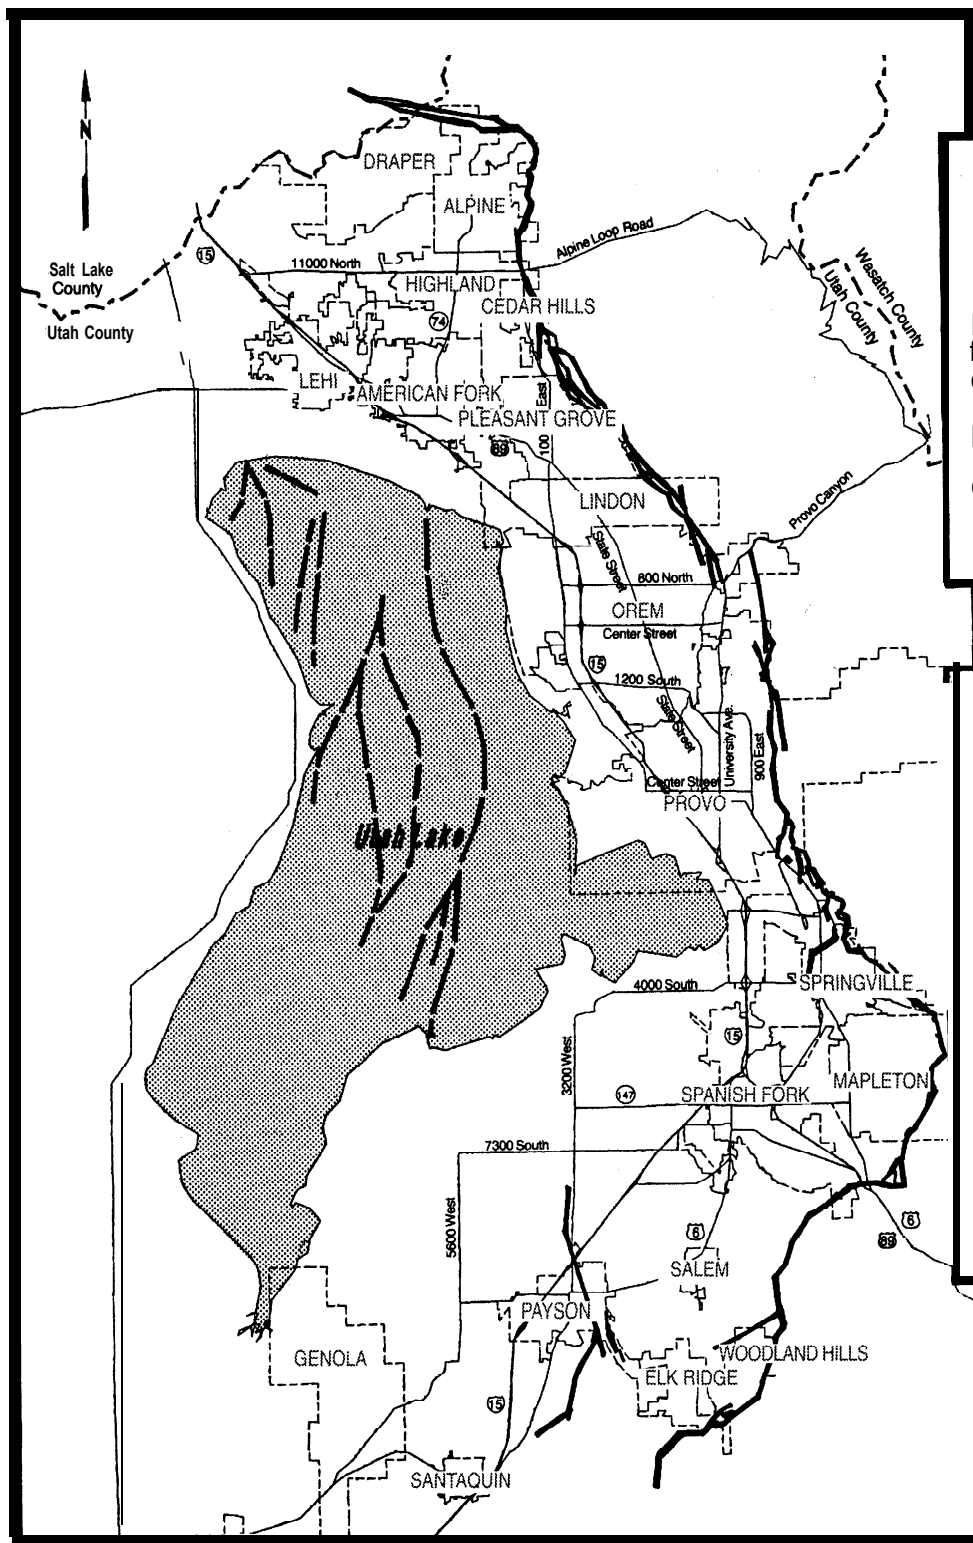 N
DRAPER
ALPINE
Alpine Loop Road
15
11000 North
Salt Lake
County
Utah County
HIGHLAND
CEDAR HILLS
Wasatch County
Utah County
74
LEHI
AMERICAN FORK
PLEASANT GROVE
100 East
89
LINDON
Provo Canyon
State Street
800 North
OREM
Center Street
15
1200 South
State Street
University Ave.
900 East
Center Street
PROVO
Utah Lake
SPRINGVILLE
4000 South
15
3200 West
MAPLETON
SPANISH FORK
147
7300 South
5600 West
6
6
89
SALEM
PAYSON
WOODLAND HILLS
GENOLA
ELK RIDGE
15
SANTAQUIN